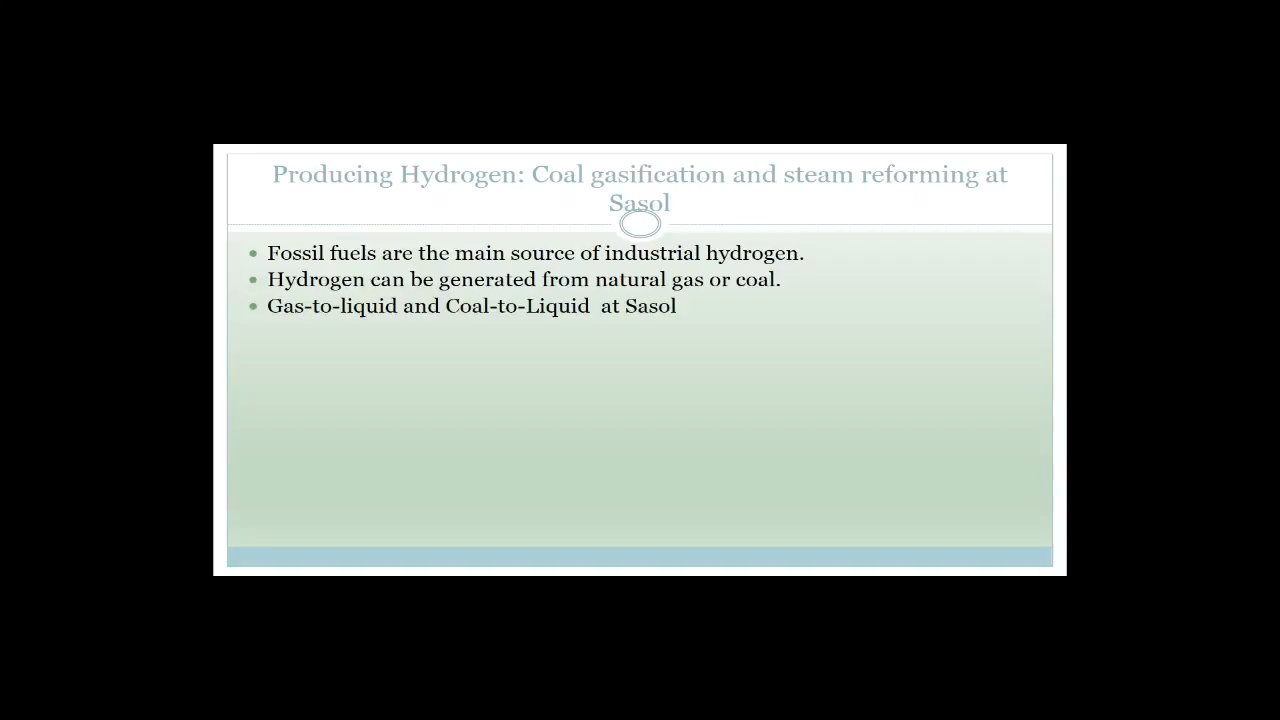 Producing Hydrogen: Coal gasification and steam reforming at
Sasol
Fossil fuels are the main source of industrial hydrogen.
Hydrogen can be generated from natural gas or coal.
Gas-to-liquid and Coal-to-Liquid  at Sasol